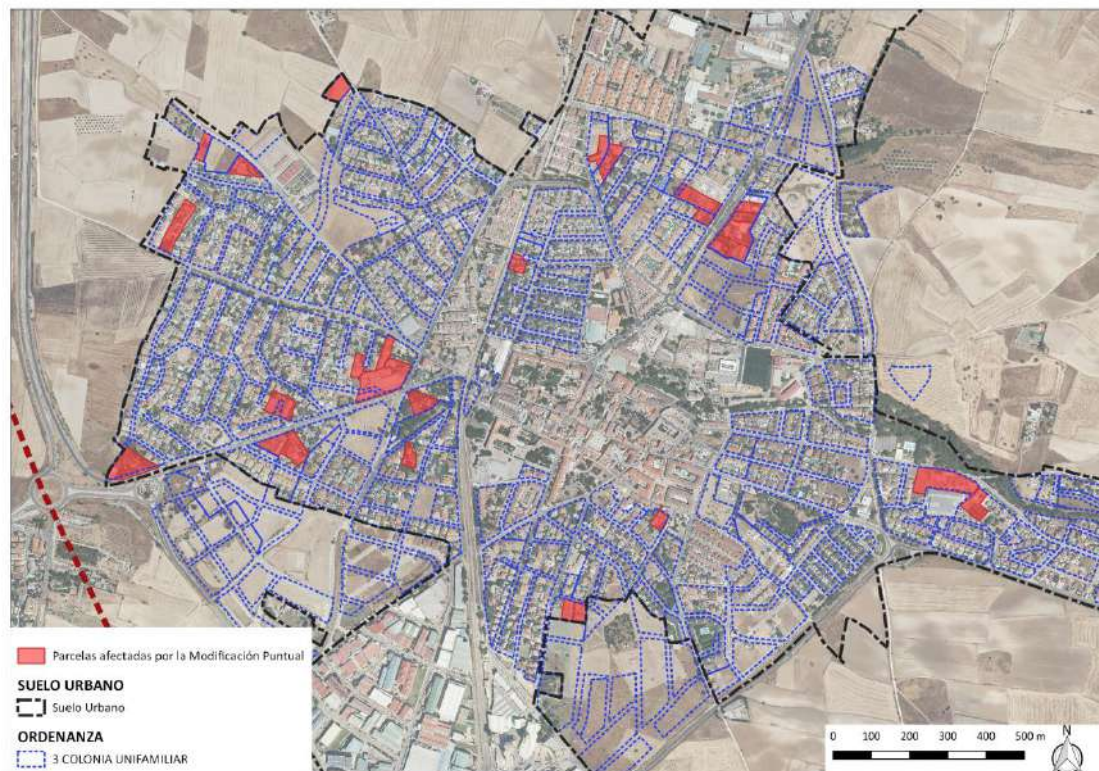 Parcelas afectadas por la Modificación Puntual
SUELO URBANO
Suelo Urbano
ORDENANZA
3 COLONIA UNIFAMILIAR
0 100 200 300 400 500 m
N